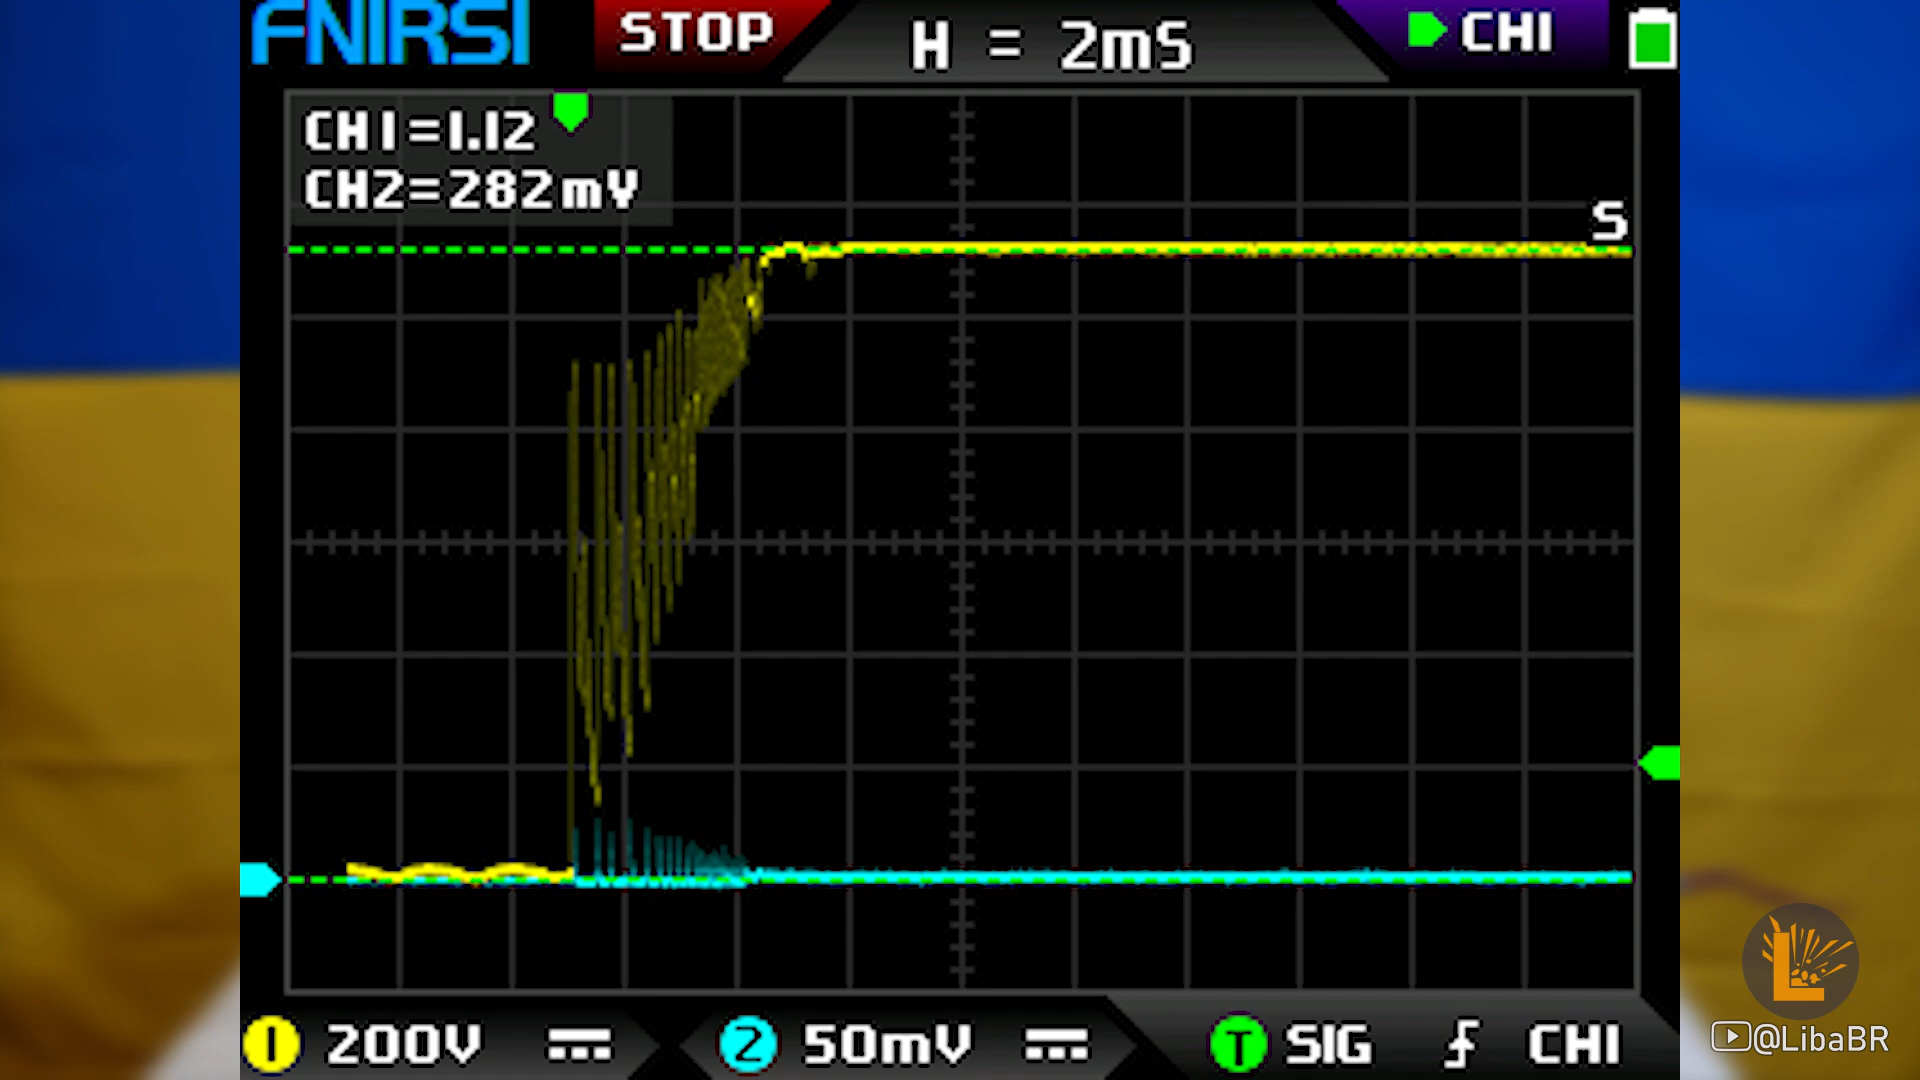 FNIRSI STOP H = 2mS CH1
CH1=1.12
CH2=282mV
S
1 200V 2 50mV T SIG CH1
@LibaBR